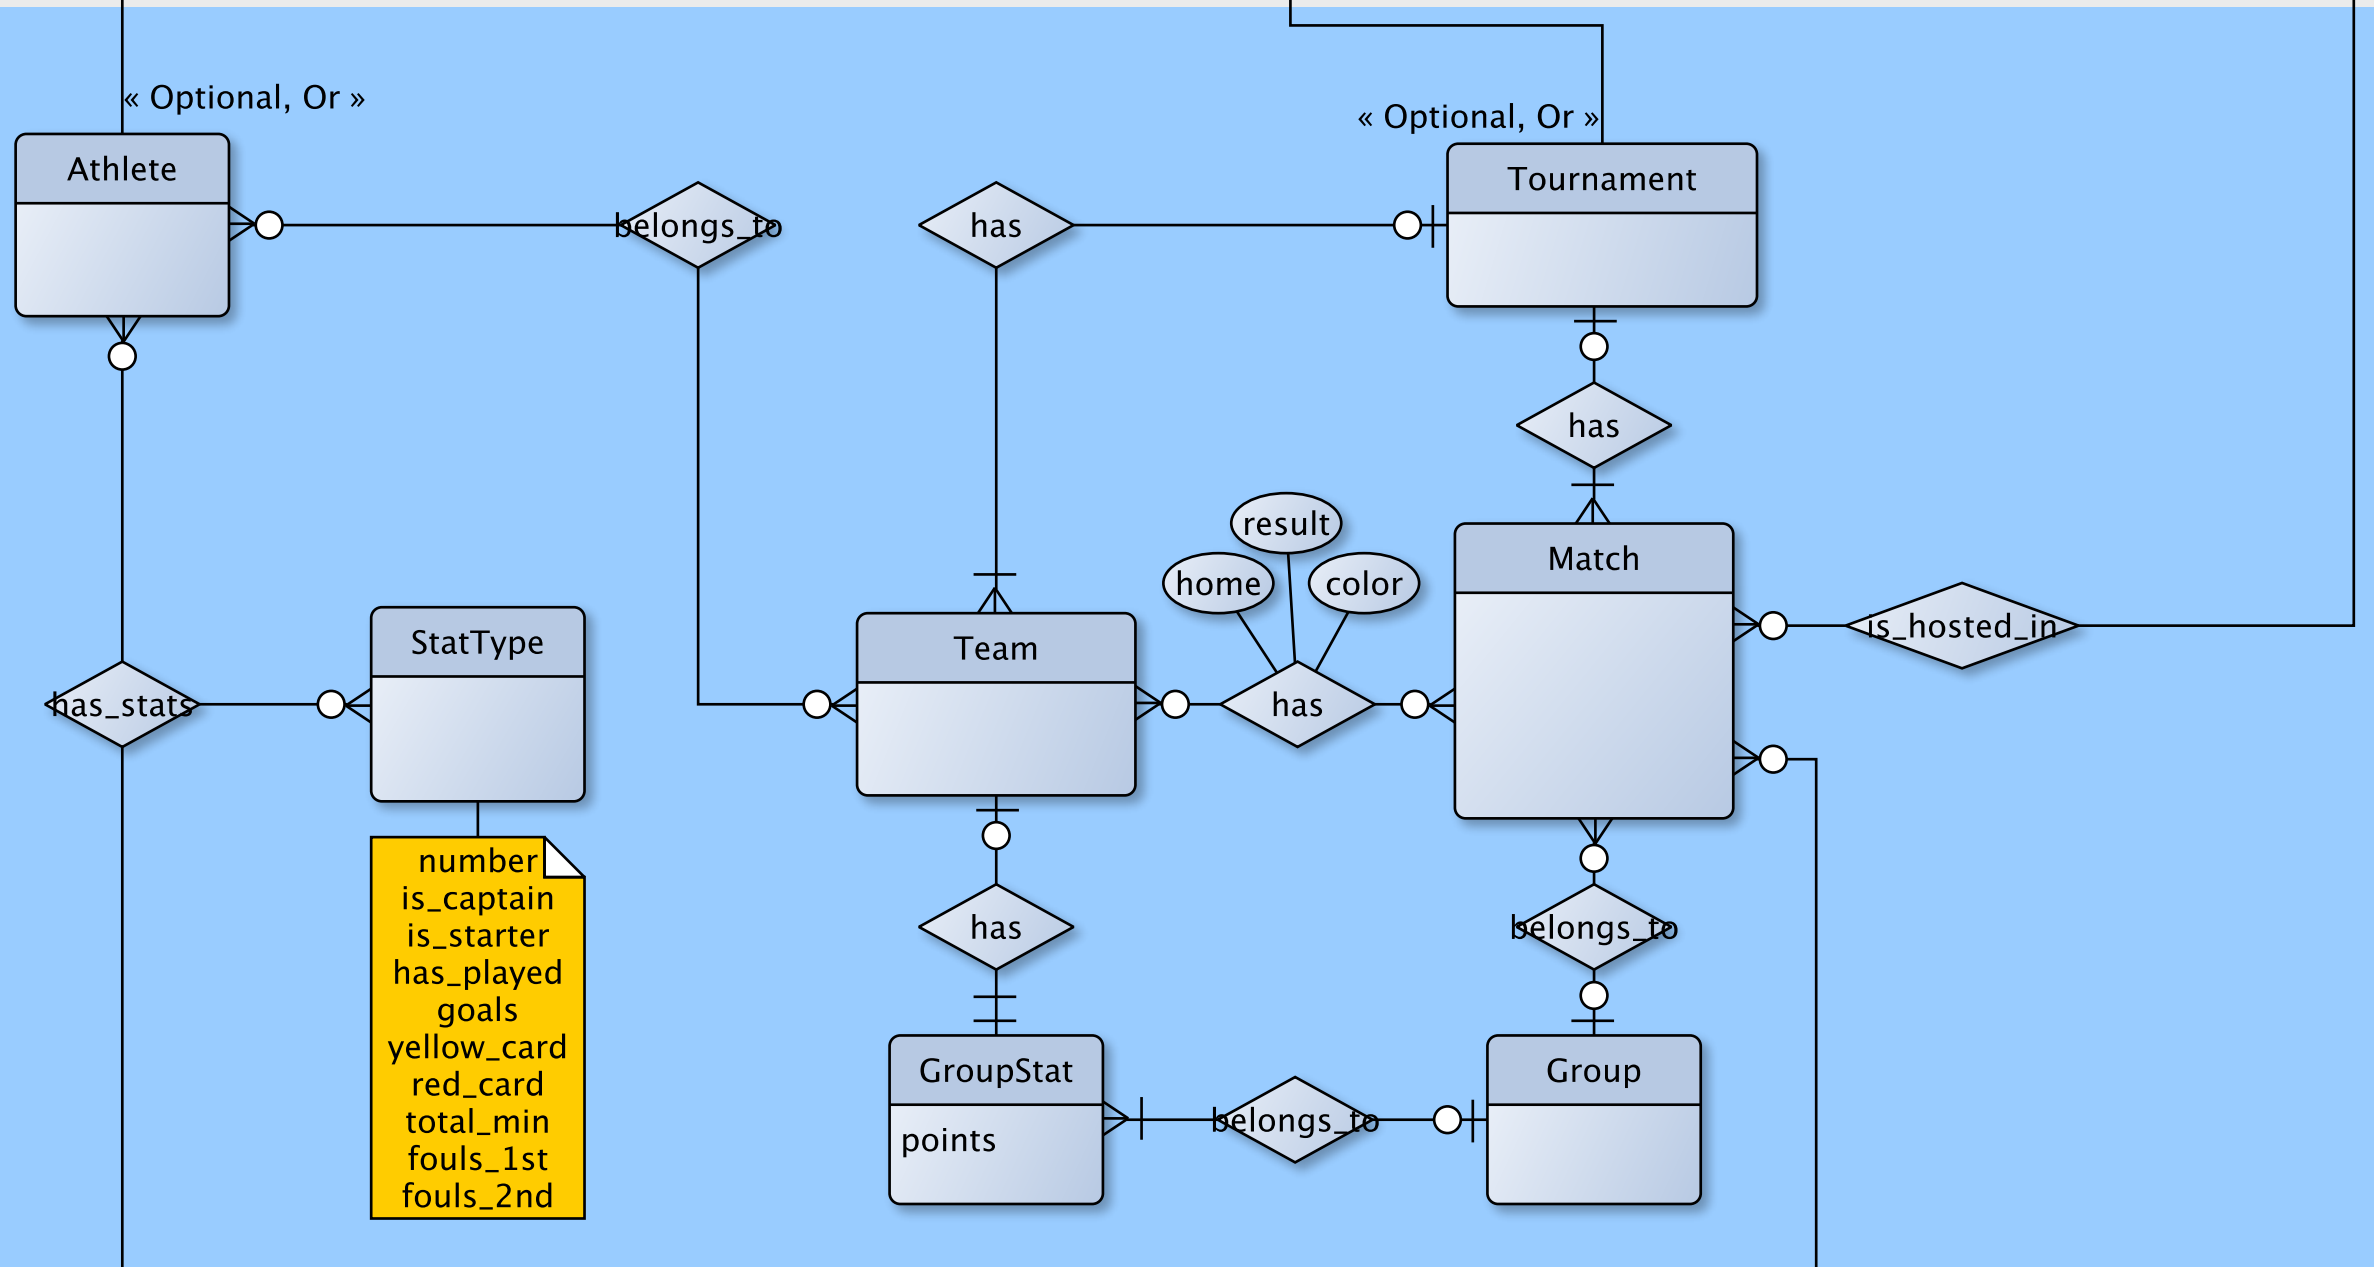 « Optional, Or »
« Optional, Or »
Athlete
Tournament
belongs_to
has
has
result
home
color
Match
StatType
Team
is_hosted_in
has_stats
has
number
is_captain
is_starter
has_played
goals
yellow_card
red_card
total_min
fouls_1st
fouls_2nd
has
belongs_to
GroupStat
points
belongs_to
Group